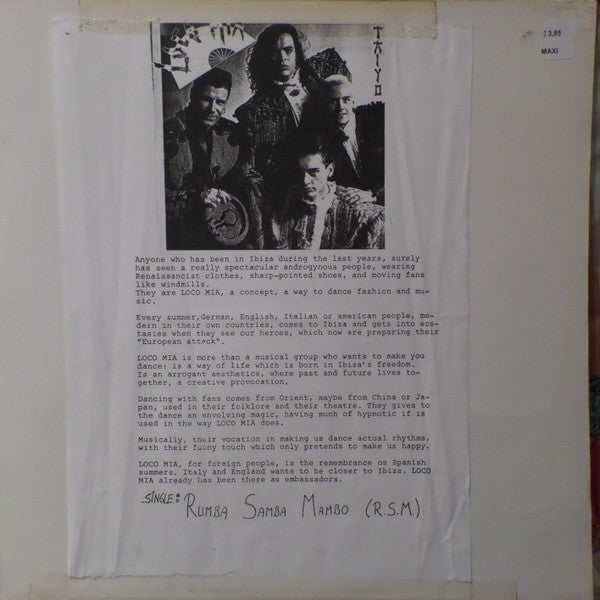 £3,95
MAXI
TAIYO
Anyone who has been in Ibiza during the last years, surely
has seen a really spectacular androgynous people, wearing
Renaissancist clothes, sharp-pointed shoes, and moving fans
like windmills.
They are LOCO MIA, a concept, a way to dance fashion and mu-
sic.
Every summer,German, English, Italian or american people, mo-
dern in their own countries, comes to Ibiza and gets into ecs-
tasies when they see our heroes, which now are preparing their
"European attack".
LOCO MIA is more than a musical group who wants to make you
dance: is a way of life which is born in Ibiza's freedom.
Is an arrogant aesthetics, where past and future lives to-
gether, a creative provocation.
Dancing with fans comes from Orient, maybe from China or Ja-
pan, used in their folklore and their theatre. They gives to
the dance an envolving magic, having much of hypnotic if is
used in the way LOCO MIA does.
Musically, their vocation in making us dance actual rhythms,
with their funny touch which only pretends to make us happy.
LOCO MIA, for foreign people, is the remembrance os Spanish
summers. Italy and England wants to be closer to Ibiza. LOCO
MIA already has been there as embassadors.
SINGLE: RUMBA SAMBA MAMBO (R.S.M.)